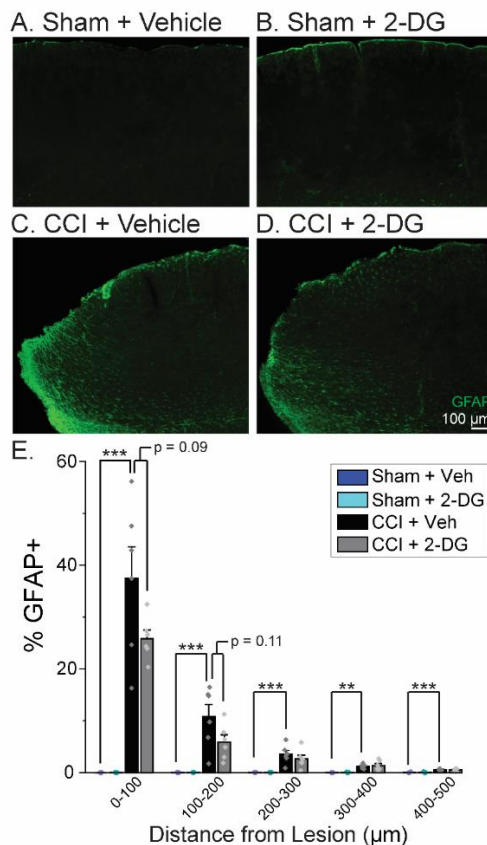 A. Sham + Vehicle
B. Sham + 2-DG
C. CCI + Vehicle
D. CCI + 2-DG
GFAP
100 µm
E.
*** p = 0.09
*** p = 0.11
*** ** ***
Sham + Veh
Sham + 2-DG
CCI + Veh
CCI + 2-DG
% GFAP+
60
40
20
0
0-100 100-200 200-300 300-400 400-500
Distance from Lesion (µm)